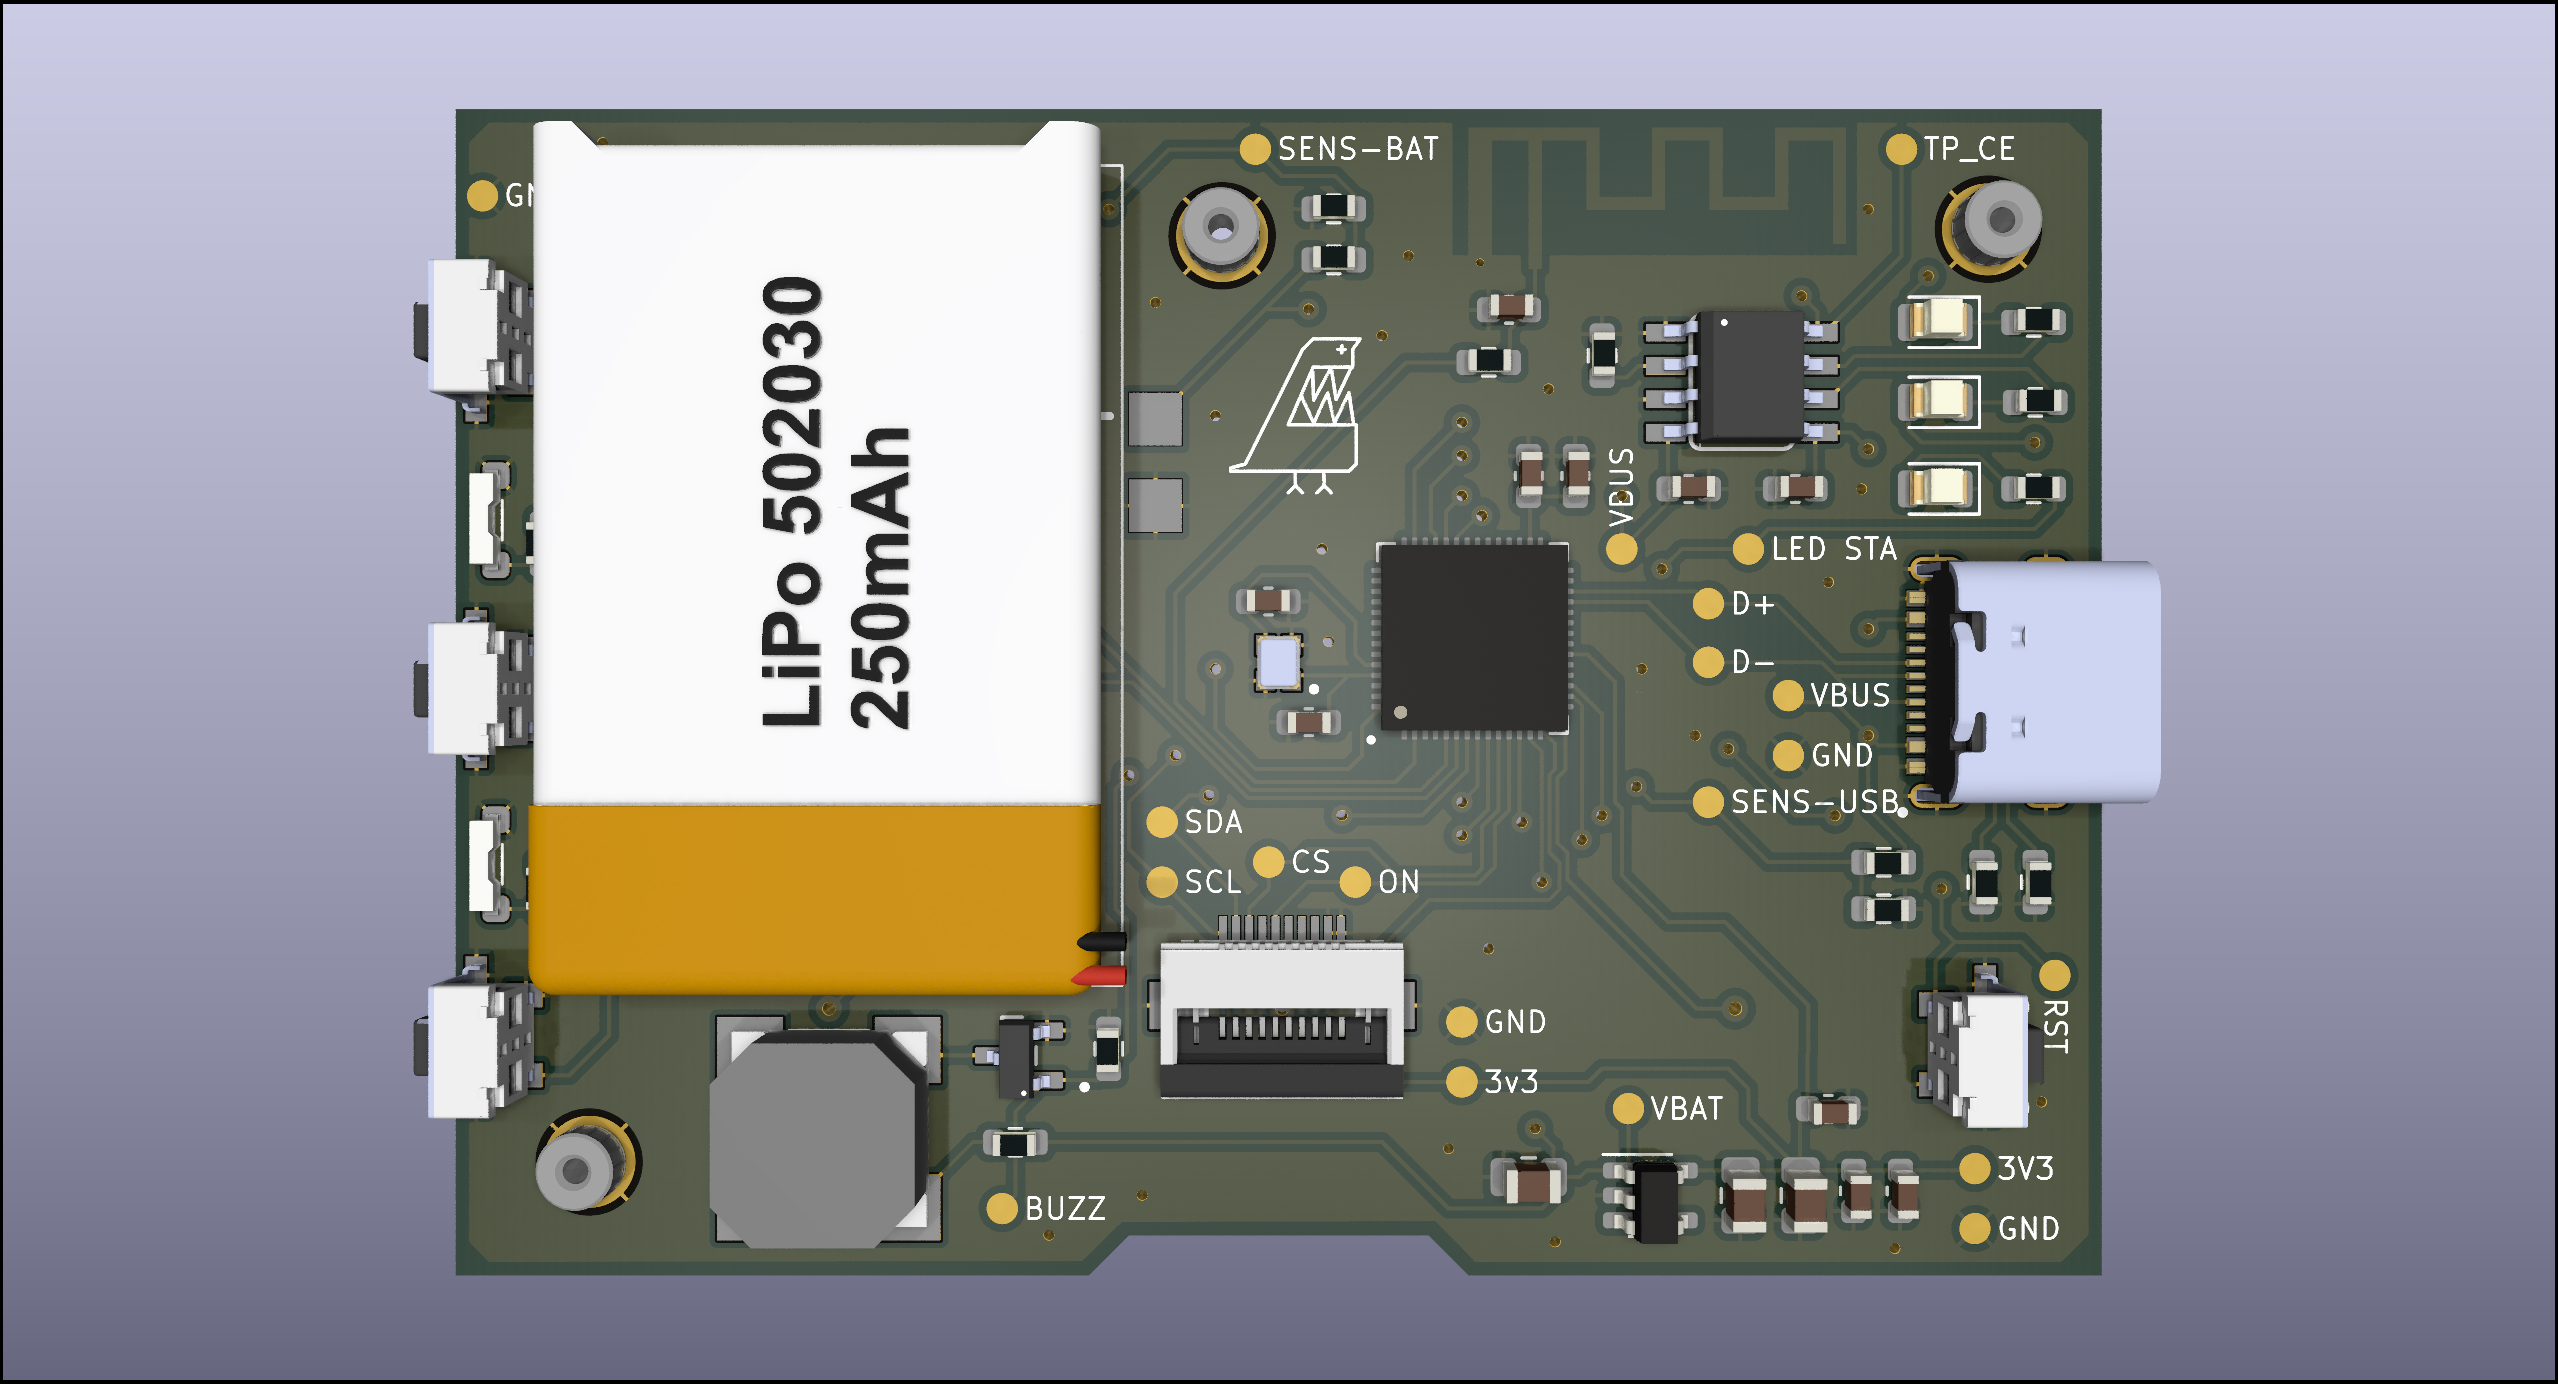 SENS-BAT
TP_CE
LiPo 502030
250mAh
VBUS
LED STA
D+
D-
VBUS
GND
SENS-USB
SDA
CS
SCL
ON
GND
3v3
RST
VBAT
3V3
BUZZ
GND